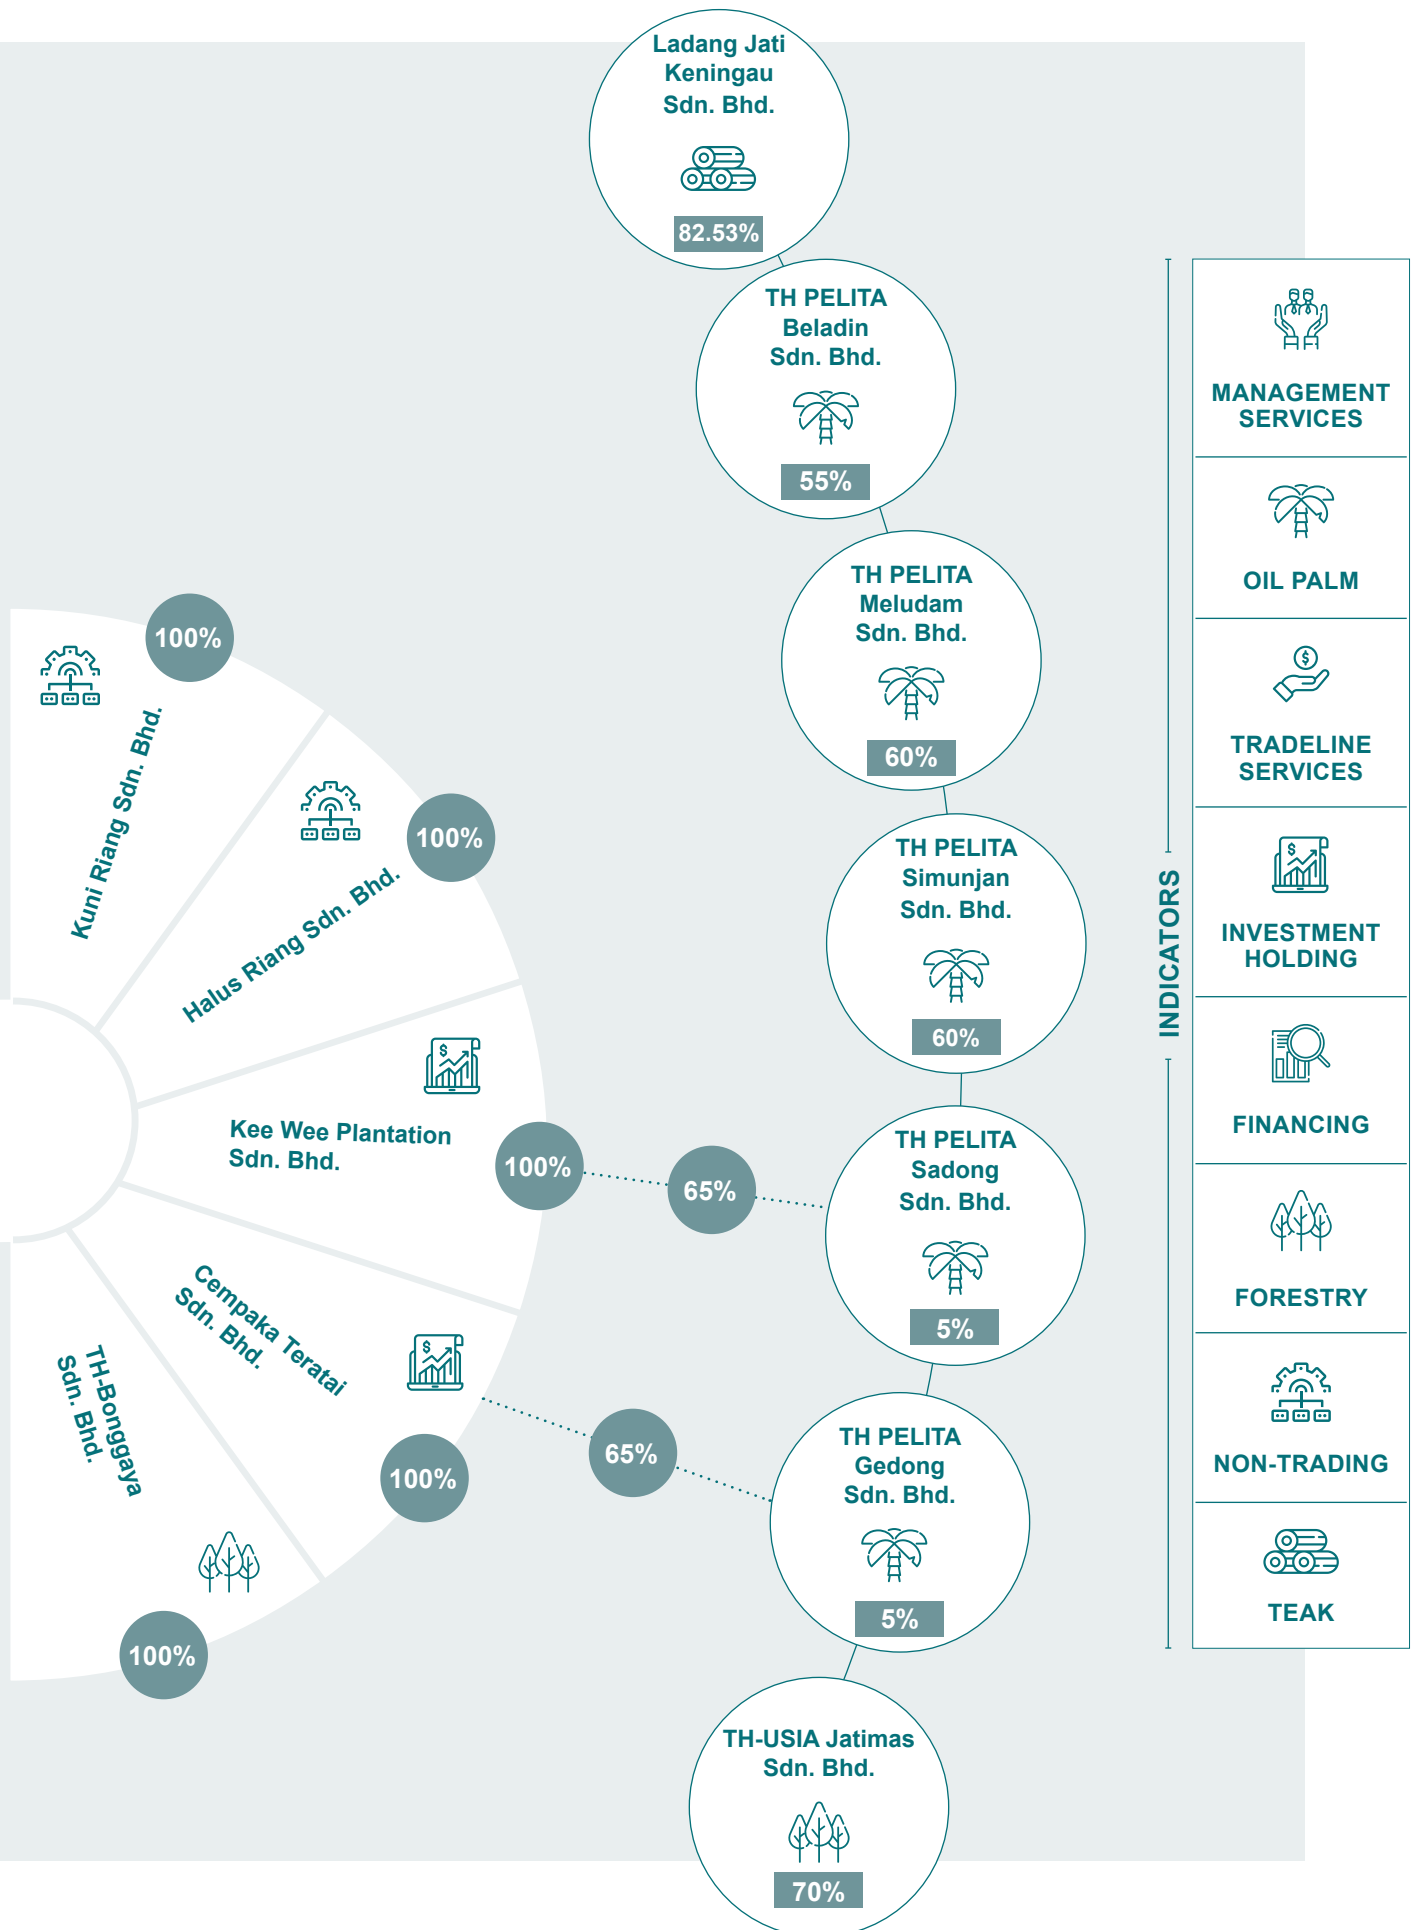 Ladang Jati
Keningau
Sdn. Bhd.
82.53%
TH PELITA
Beladin
Sdn. Bhd.
55%
TH PELITA
Meludam
Sdn. Bhd.
60%
TH PELITA
Simunjan
Sdn. Bhd.
60%
TH PELITA
Sadong
Sdn. Bhd.
5%
TH PELITA
Gedong
Sdn. Bhd.
5%
TH-USIA Jatimas
Sdn. Bhd.
70%
100%
Kuni Riang Sdn. Bhd.
100%
Halus Riang Sdn. Bhd.
Kee Wee Plantation
Sdn. Bhd.
100%
65%
Cempaka Teratai
Sdn. Bhd.
100%
65%
TH-Bonggaya
Sdn. Bhd.
100%
INDICATORS
MANAGEMENT
SERVICES
OIL PALM
$
TRADELINE
SERVICES
$
INVESTMENT
HOLDING
FINANCING
FORESTRY
NON-TRADING
TEAK